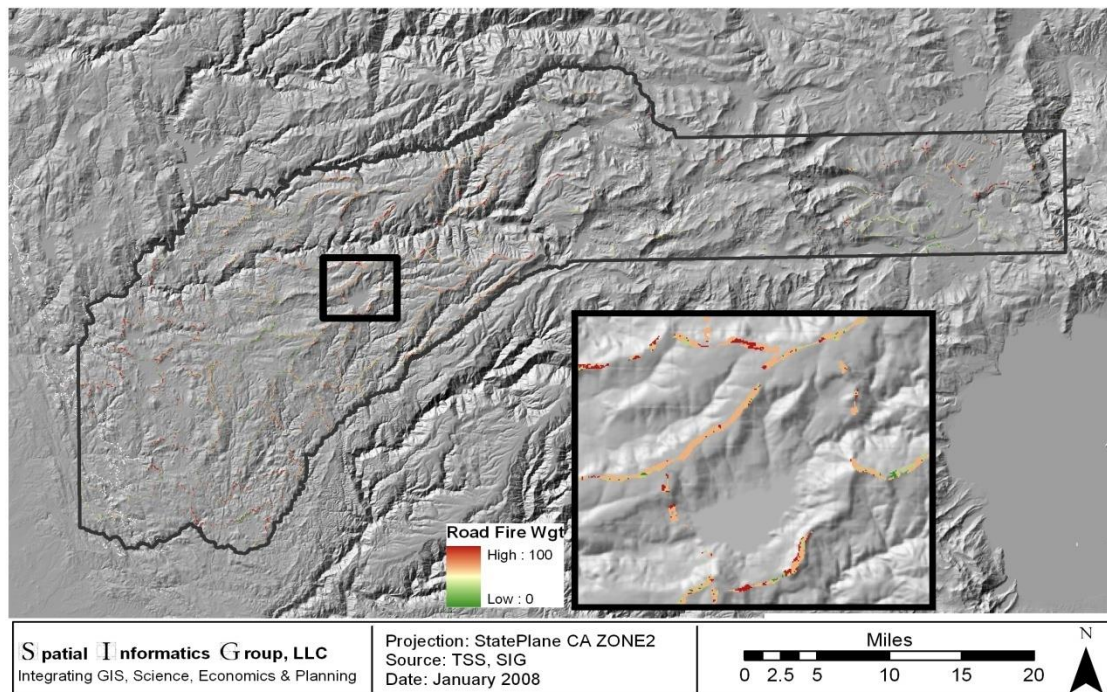 Road Fire Wgt
High : 100
Low : 0
Spatial Informatics Group, LLC
Integrating GIS, Science, Economics & Planning
Projection: StatePlane CA ZONE2
Source: TSS, SIG
Date: January 2008
Miles
0 2.5 5 10 15 20
N